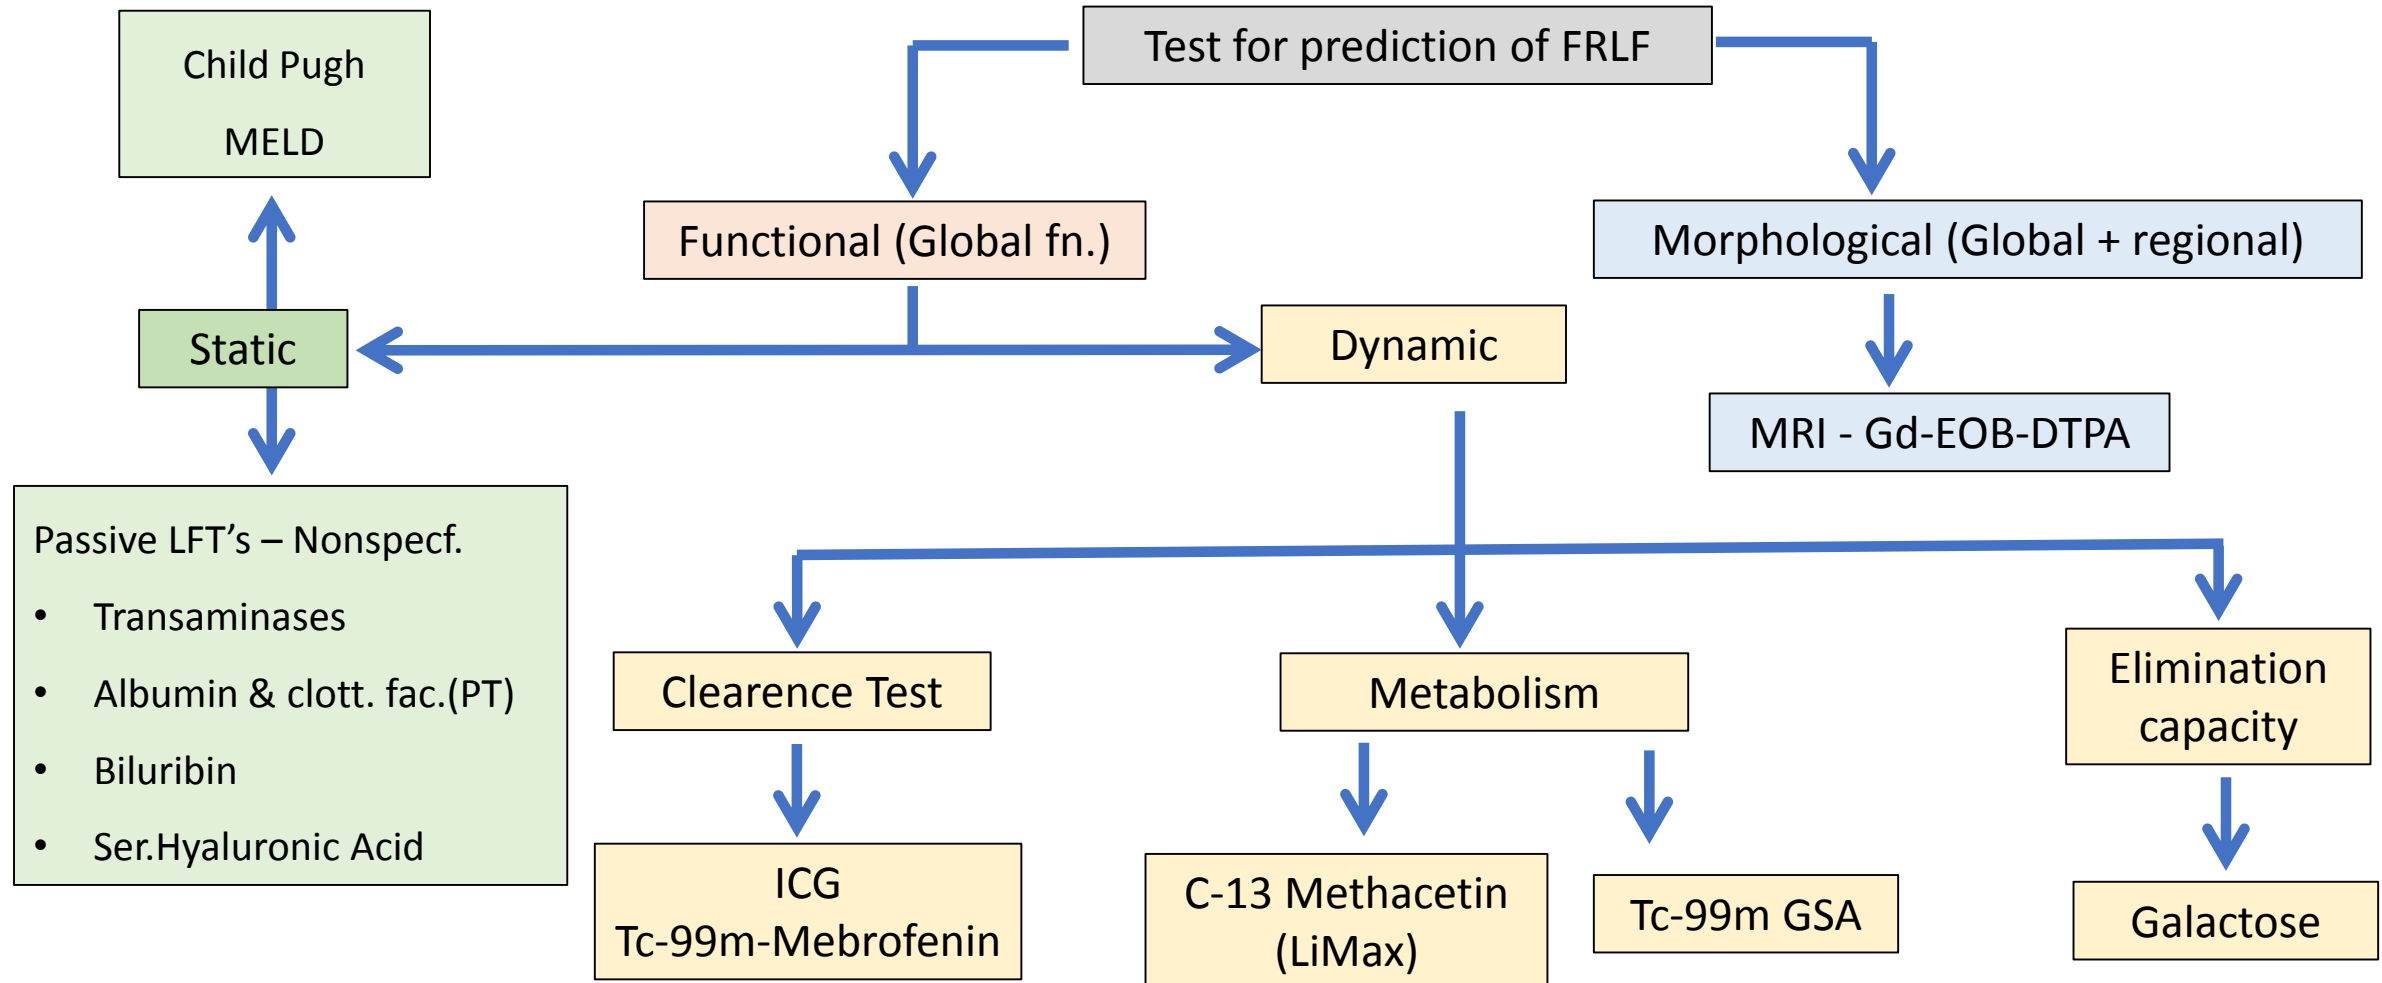 Test for prediction of FRLF
Child Pugh
MELD
Functional (Global fn.)
Morphological (Global + regional)
Static
Dynamic
MRI - Gd-EOB-DTPA
Passive LFT’s – Nonspecf.
• Transaminases
• Albumin & clott. fac.(PT)
• Biluribin
• Ser.Hyaluronic Acid
Clearence Test
Metabolism
Elimination
capacity
ICG
Tc-99m-Mebrofenin
C-13 Methacetin
(LiMax)
Tc-99m GSA
Galactose